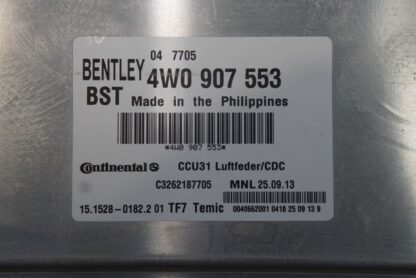 04 7705
BENTLEY 4W0 907 553
BST Made in the Philippines
*4W0 907 553*
Continental CCU31 Luftfeder/CDC
C3262187705 MNL 25.09.13
15.1528-0182.2 01 TF7 Temic 0040662001 0418 25 09 13 9